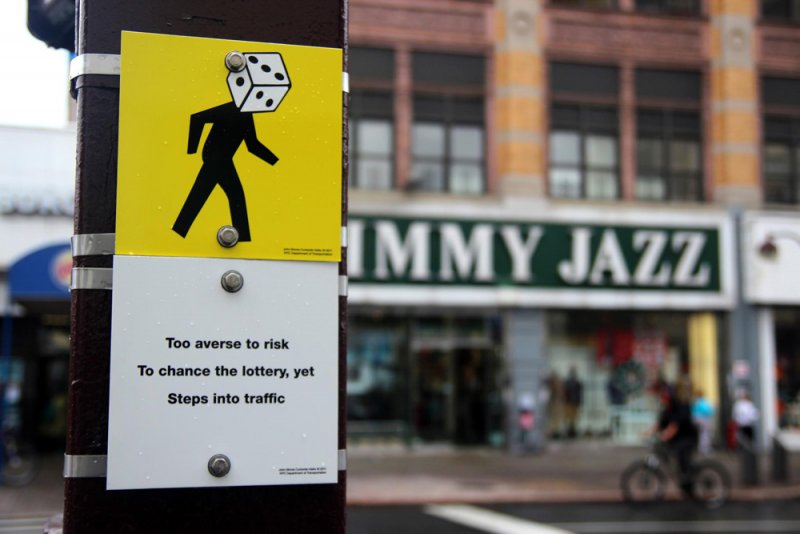 Too averse to risk
To chance the lottery, yet
Steps into traffic
IMMY JAZZ